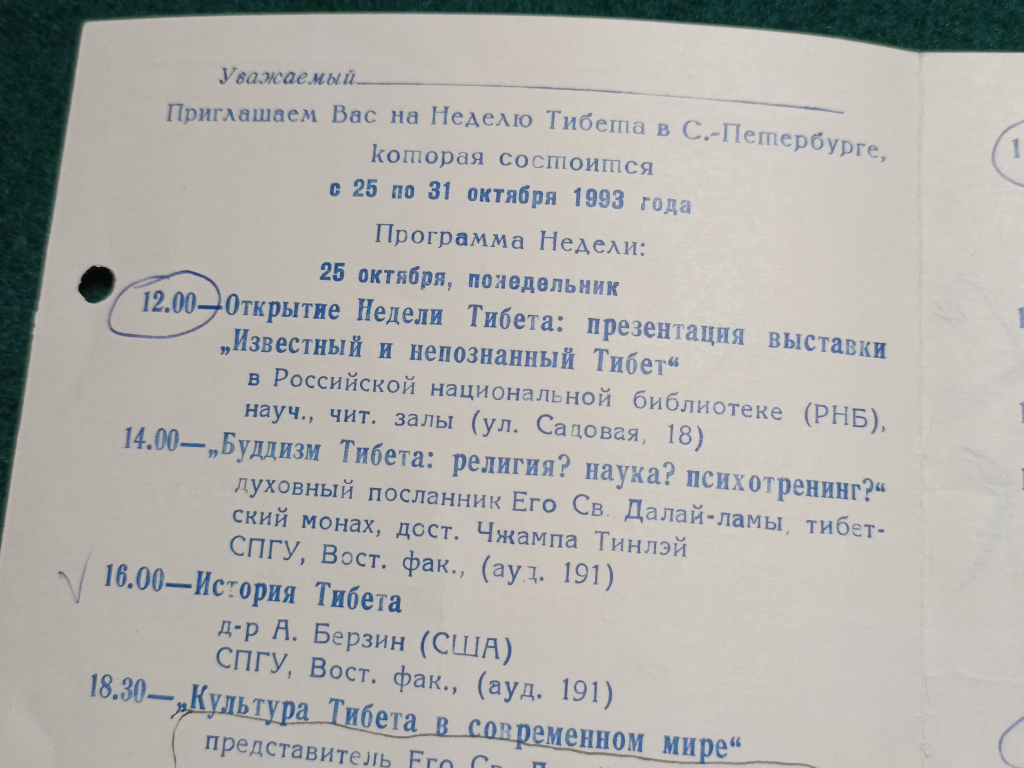 Уважаемый
Приглашаем Вас на Неделю Тибета в С.-Петербурге,
которая состоится
с 25 по 31 октября 1993 года
Программа Недели:
25 октября, понедельник
12.00—Открытие Недели Тибета: презентация выставки
„Известный и непознанный Тибет“
в Российской национальной библиотеке (РНБ),
науч., чит. залы (ул. Садовая, 18)
14.00—„Буддизм Тибета: религия? наука? психотренинг?“
духовный посланник Его Св. Далай-ламы, тибет-
ский монах, дост. Чжампа Тинлэй
СПГУ, Вост. фак., (ауд. 191)
16.00—История Тибета
д-р А. Берзин (США)
СПГУ, Вост. фак., (ауд. 191)
18.30—„Культура Тибета в современном мире“
представитель Его Св.